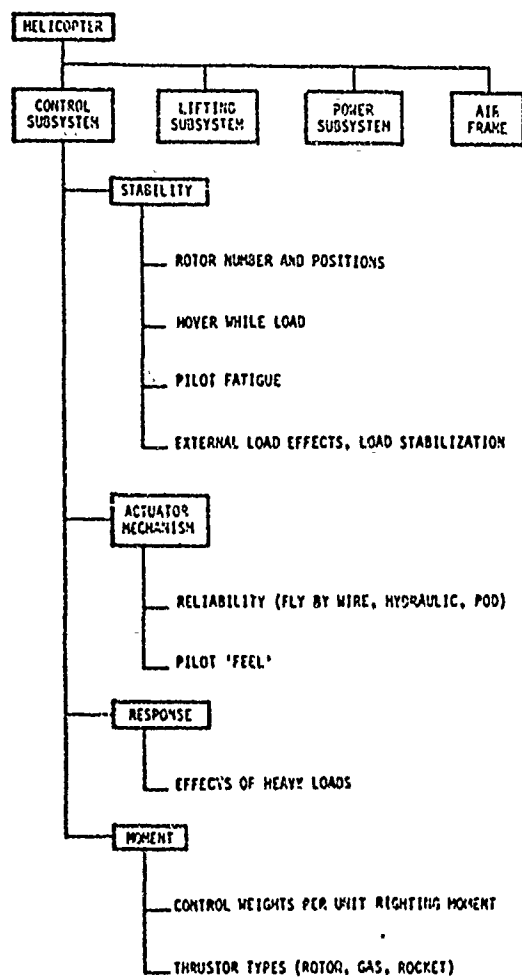 HELICOPTER
CONTROL
SUBSYSTEM
LIFTING
SUBSYSTEM
POWER
SUBSYSTEM
AIR
FRAME
STABILITY
ROTOR NUMBER AND POSITIONS
HOVER WHILE LOAD
PILOT FATIGUE
EXTERNAL LOAD EFFECTS, LOAD STABILIZATION
ACTUATOR
MECHANISM
RELIABILITY (FLY BY WIRE, HYDRAULIC, POD)
PILOT 'FEEL'
RESPONSE
EFFECTS OF HEAVY LOADS
MOMENT
CONTROL WEIGHTS PER UNIT RIGHTING MOMENT
THRUSTOR TYPES (ROTOR, GAS, ROCKET)